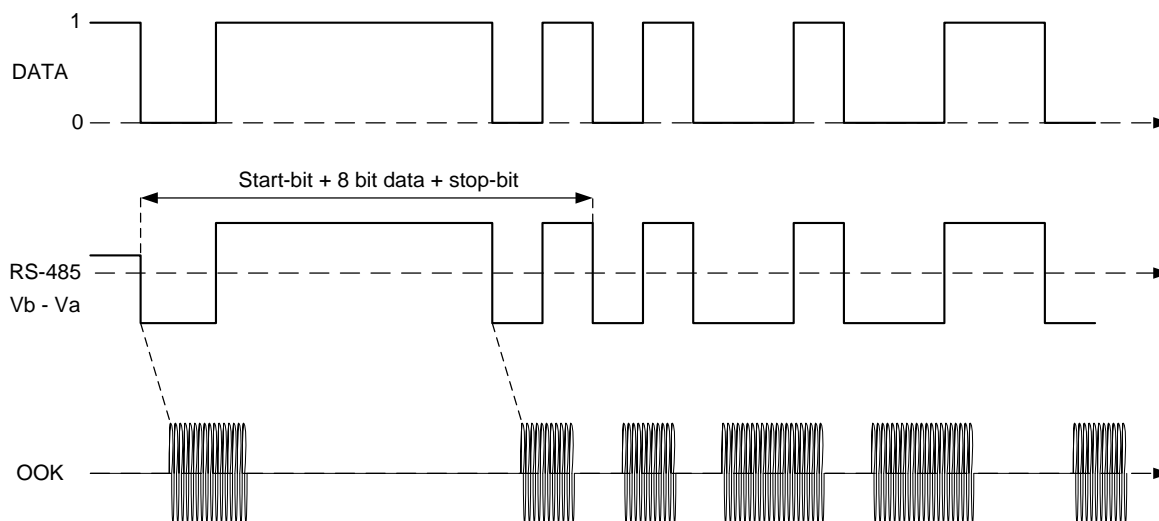 1
DATA
0
Start-bit + 8 bit data + stop-bit
RS-485
Vb - Va
OOK